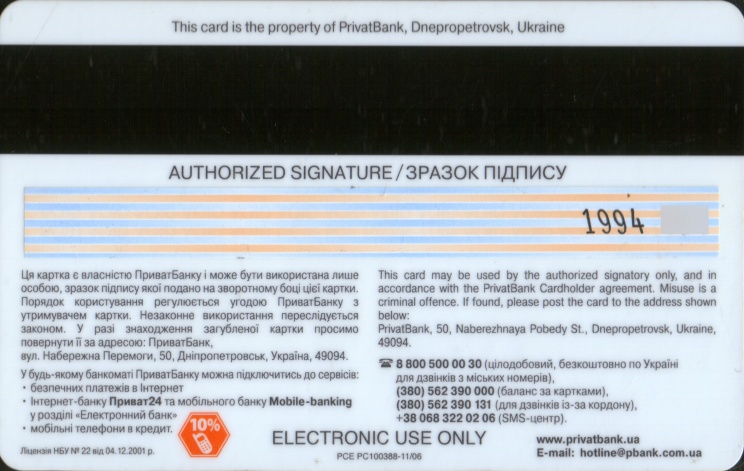 This card is the property of PrivatBank, Dnepropetrovsk, Ukraine
AUTHORIZED SIGNATURE/ЗРАЗОК ПІДПИСУ
1994
Ця картка є власністю ПриватБанку і може бути використана лише
особою, зразок підпису якої подано на зворотному боці цієї картки.
Порядок користування регулюється угодою ПриватБанку з
утримувачем картки. Незаконне використання переслідується
законом. У разі знаходження загубленої картки просимо
повернути її за адресою: ПриватБанк,
вул. Набережна Перемоги, 50, Дніпропетровськ, Україна, 49094.
У будь-якому банкоматі ПриватБанку можна підключитись до сервісів:
• безпечних платежів в Інтернет
• Інтернет-банку Приват24 та мобільного банку Mobile-banking
у розділі «Електронний банк»
• мобільні телефони в кредит.
10%
Ліцензія НБУ № 22 від 04.12.2001 р.
This card may be used by the authorized signatory only, and in
accordance with the PrivatBank Cardholder agreement. Misuse is a
criminal offence. If found, please post the card to the address shown
below:
PrivatBank, 50, Naberezhnaya Pobedy St., Dnepropetrovsk, Ukraine,
49094.
☎ 8 800 500 00 30 (цілодобовий, безкоштовно по Україні
для дзвінків з міських номерів),
(380) 562 390 000 (баланс за картками),
(380) 562 390 131 (для дзвінків із-за кордону),
+38 068 322 02 06 (SMS-центр).
ELECTRONIC USE ONLY
PCE PC100388-11/06
www.privatbank.ua
E-mail: hotline@pbank.com.ua